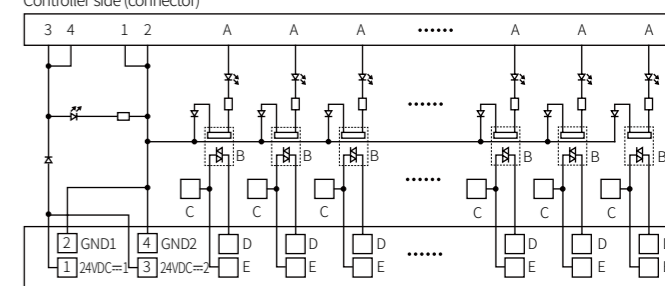 Controller side (connector)
3 4 1 2 A A A ...... A A A
......
B B B B B B
......
C C C C C C
2 GND1 4 GND2 D D D D D
1 24VDC⎓1 3 24VDC⎓2 E E E ...... E E